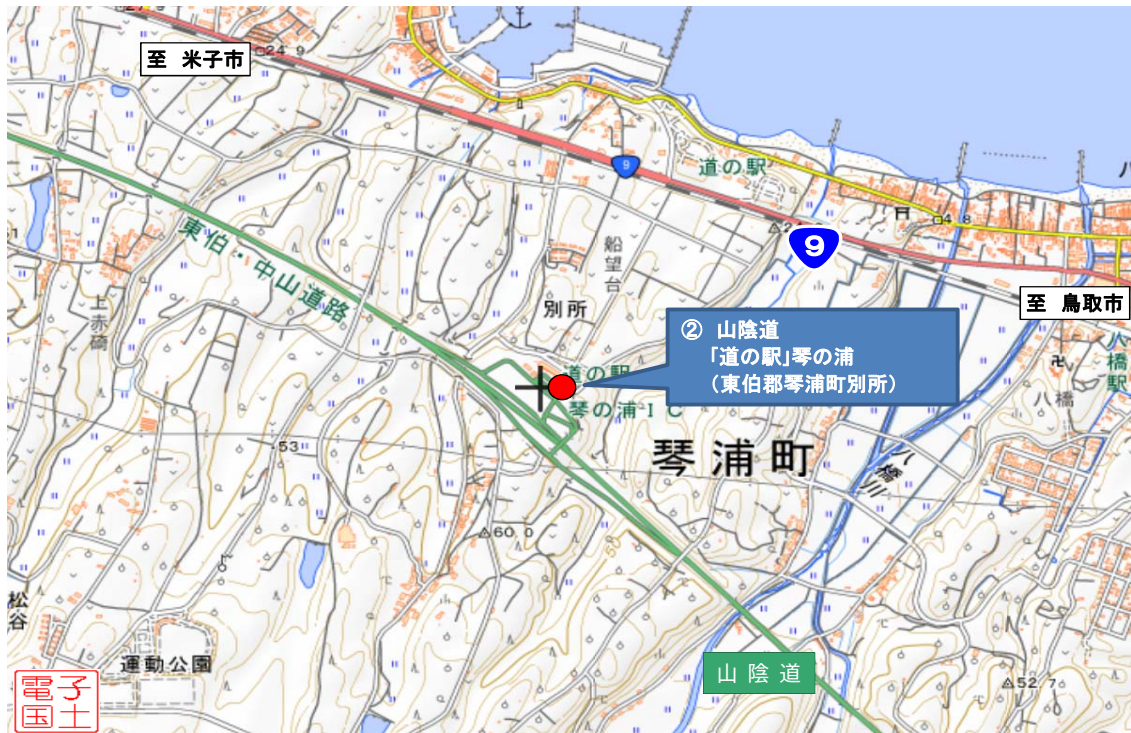 至 米子市
24 9
9
道の駅
4 8
9
至 鳥取市
東伯・中山道路
船望台
別所
上赤碕
② 山陰道
「道の駅」琴の浦
(東伯郡琴浦町別所)
道の駅
琴の浦IC
八橋駅
八橋
琴浦町
八橋川
53
60 0
松谷
運動公園
山陰道
52 7
電子
国土